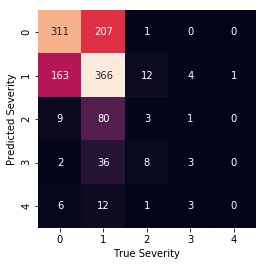 0 311 207 1 0 0
1 163 366 12 4 1
2 9 80 3 1 0
3 2 36 8 3 0
4 6 12 1 3 0
0 1 2 3 4
Predicted Severity
True Severity